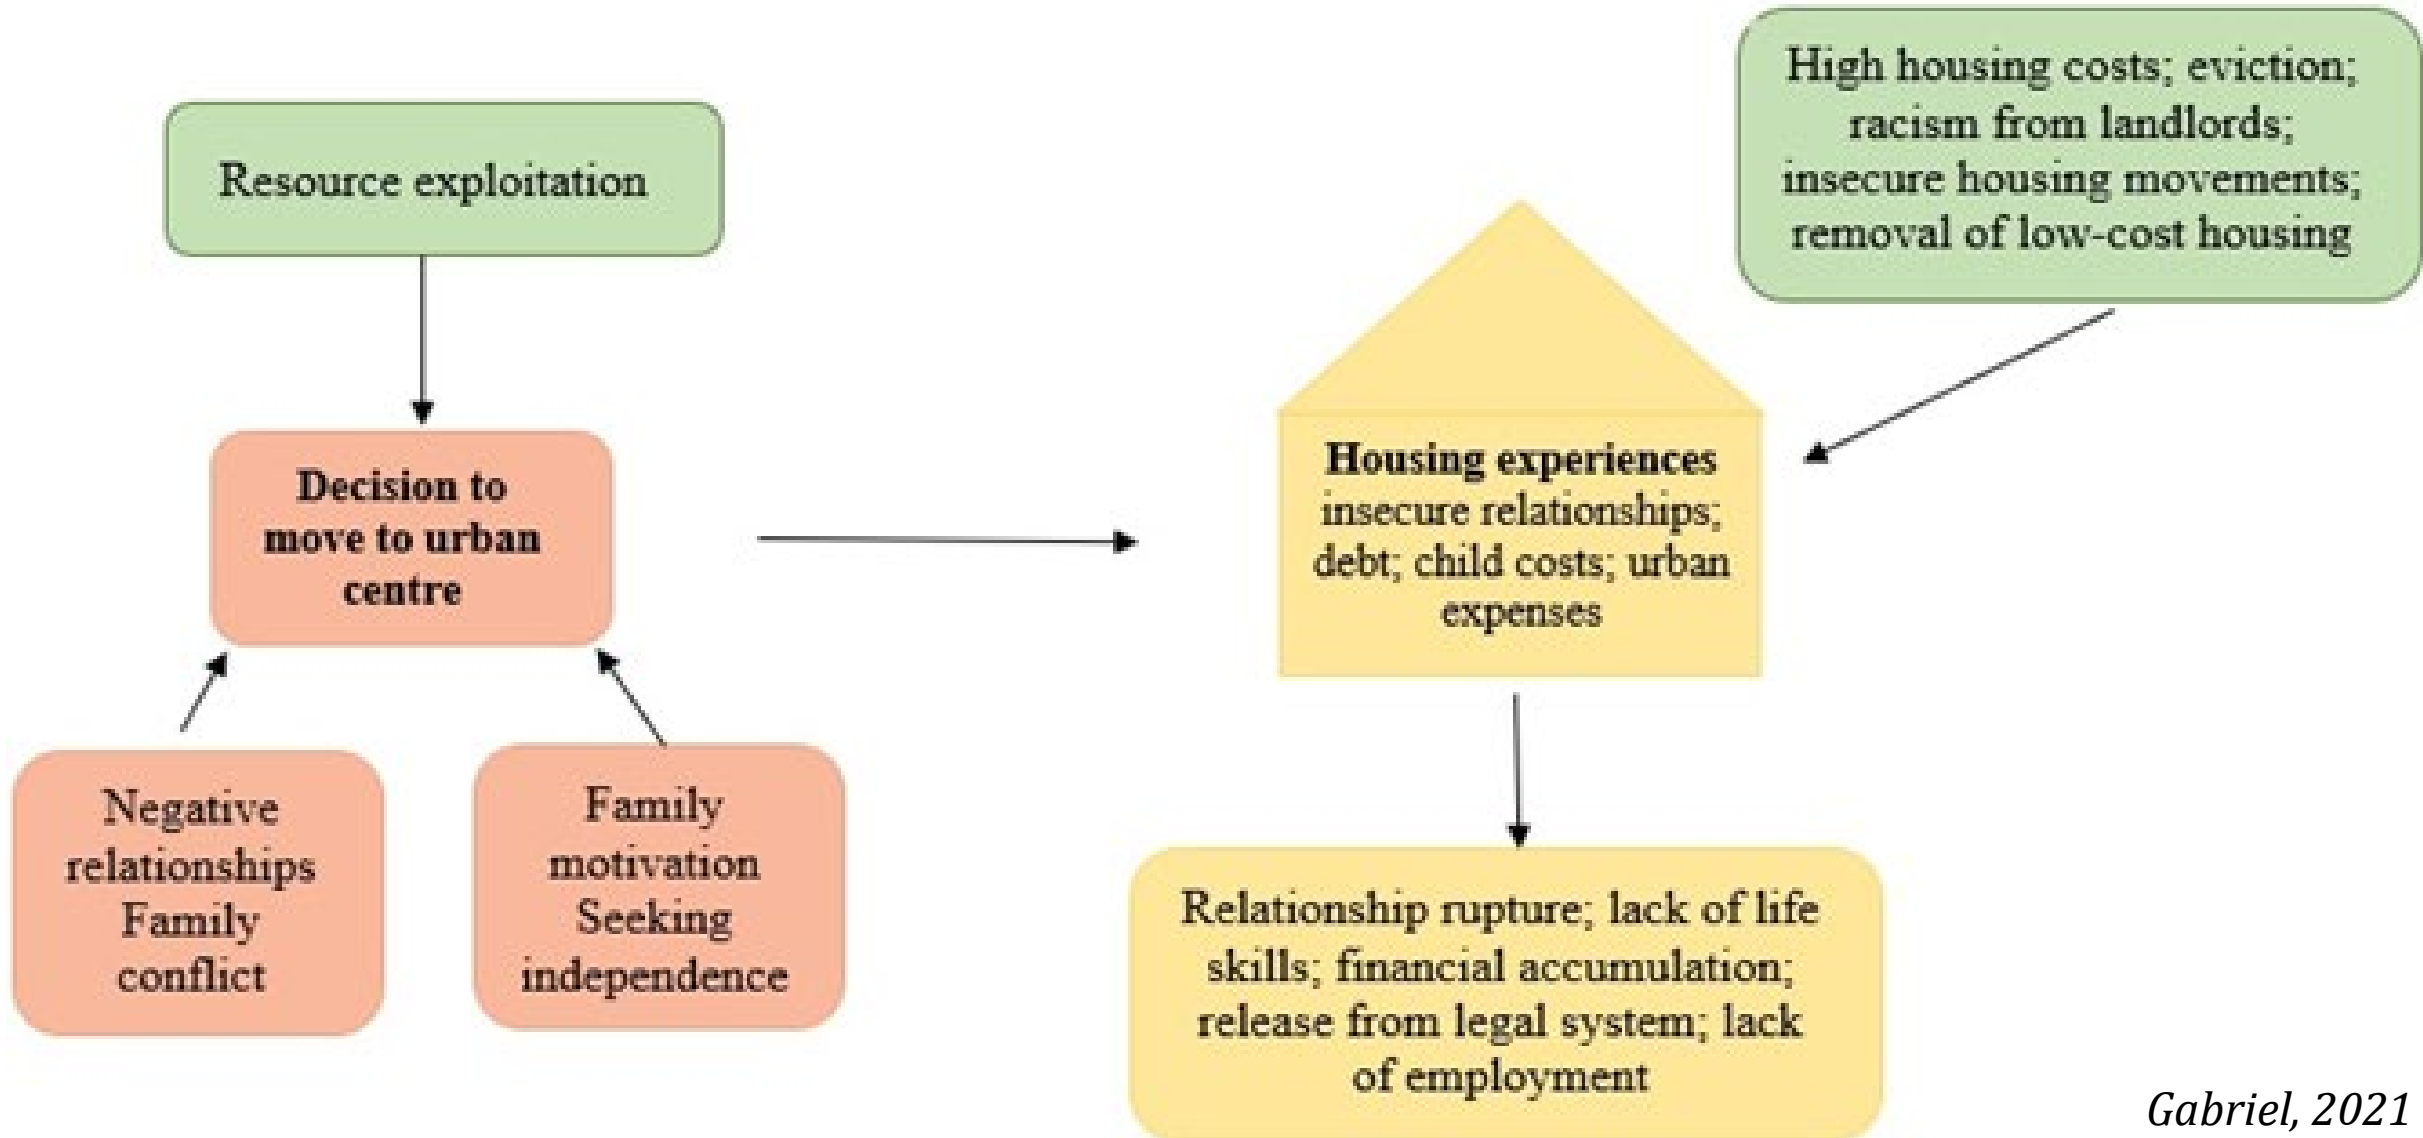 Resource exploitation
High housing costs; eviction;
racism from landlords;
insecure housing movements;
removal of low-cost housing
Decision to
move to urban
centre
Housing experiences
insecure relationships;
debt; child costs; urban
expenses
Negative
relationships
Family
conflict
Family
motivation
Seeking
independence
Relationship rupture; lack of life
skills; financial accumulation;
release from legal system; lack
of employment
Gabriel, 2021